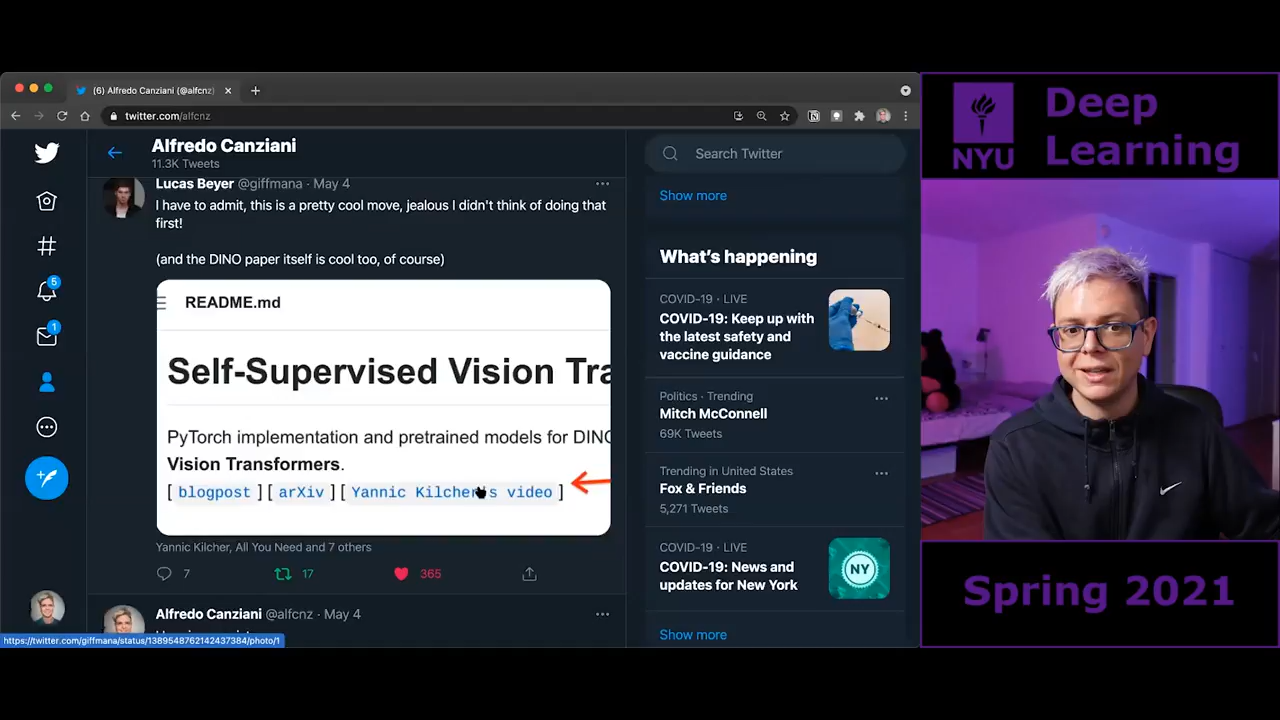 (6) Alfredo Canziani (@alfcnz)
twitter.com/alfcnz
Alfredo Canziani
11.3K Tweets
Lucas Beyer @giffmana · May 4
I have to admit, this is a pretty cool move, jealous I didn't think of doing that
first!
(and the DINO paper itself is cool too, of course)
README.md
Self-Supervised Vision Tra
PyTorch implementation and pretrained models for DINO
Vision Transformers.
[ blogpost ][ arXiv ][ Yannic Kilcher's video ]
Yannic Kilcher, All You Need and 7 others
7
17
365
Alfredo Canziani @alfcnz · May 4
https://twitter.com/giffmana/status/1389548762142437384/photo/1
5
1
Search Twitter
Show more
What's happening
COVID-19 · LIVE
COVID-19: Keep up with
the latest safety and
vaccine guidance
Politics · Trending
Mitch McConnell
69K Tweets
Trending in United States
Fox & Friends
5,271 Tweets
COVID-19 · LIVE
COVID-19: News and
updates for New York
NY
Show more
NYU
Deep
Learning
Spring 2021